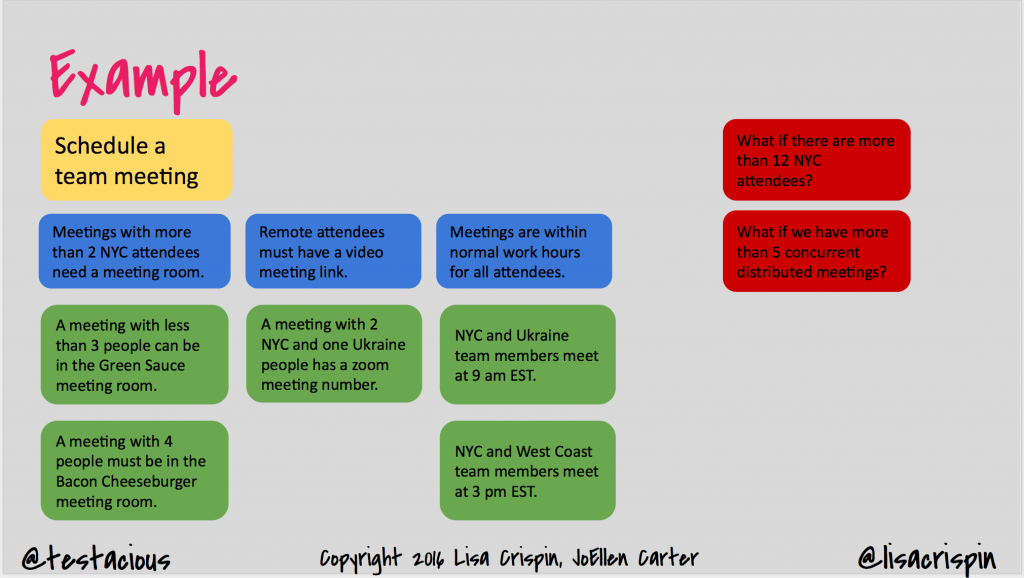 Example
Schedule a
team meeting
What if there are more
than 12 NYC
attendees?
Meetings with more
than 2 NYC attendees
need a meeting room.
Remote attendees
must have a video
meeting link.
Meetings are within
normal work hours
for all attendees.
What if we have more
than 5 concurrent
distributed meetings?
A meeting with less
than 3 people can be
in the Green Sauce
meeting room.
A meeting with 2
NYC and one Ukraine
people has a zoom
meeting number.
NYC and Ukraine
team members meet
at 9 am EST.
A meeting with 4
people must be in the
Bacon Cheeseburger
meeting room.
NYC and West Coast
team members meet
at 3 pm EST.
@testacious
Copyright 2016 Lisa Crispin, JoEllen Carter
@lisacrispin